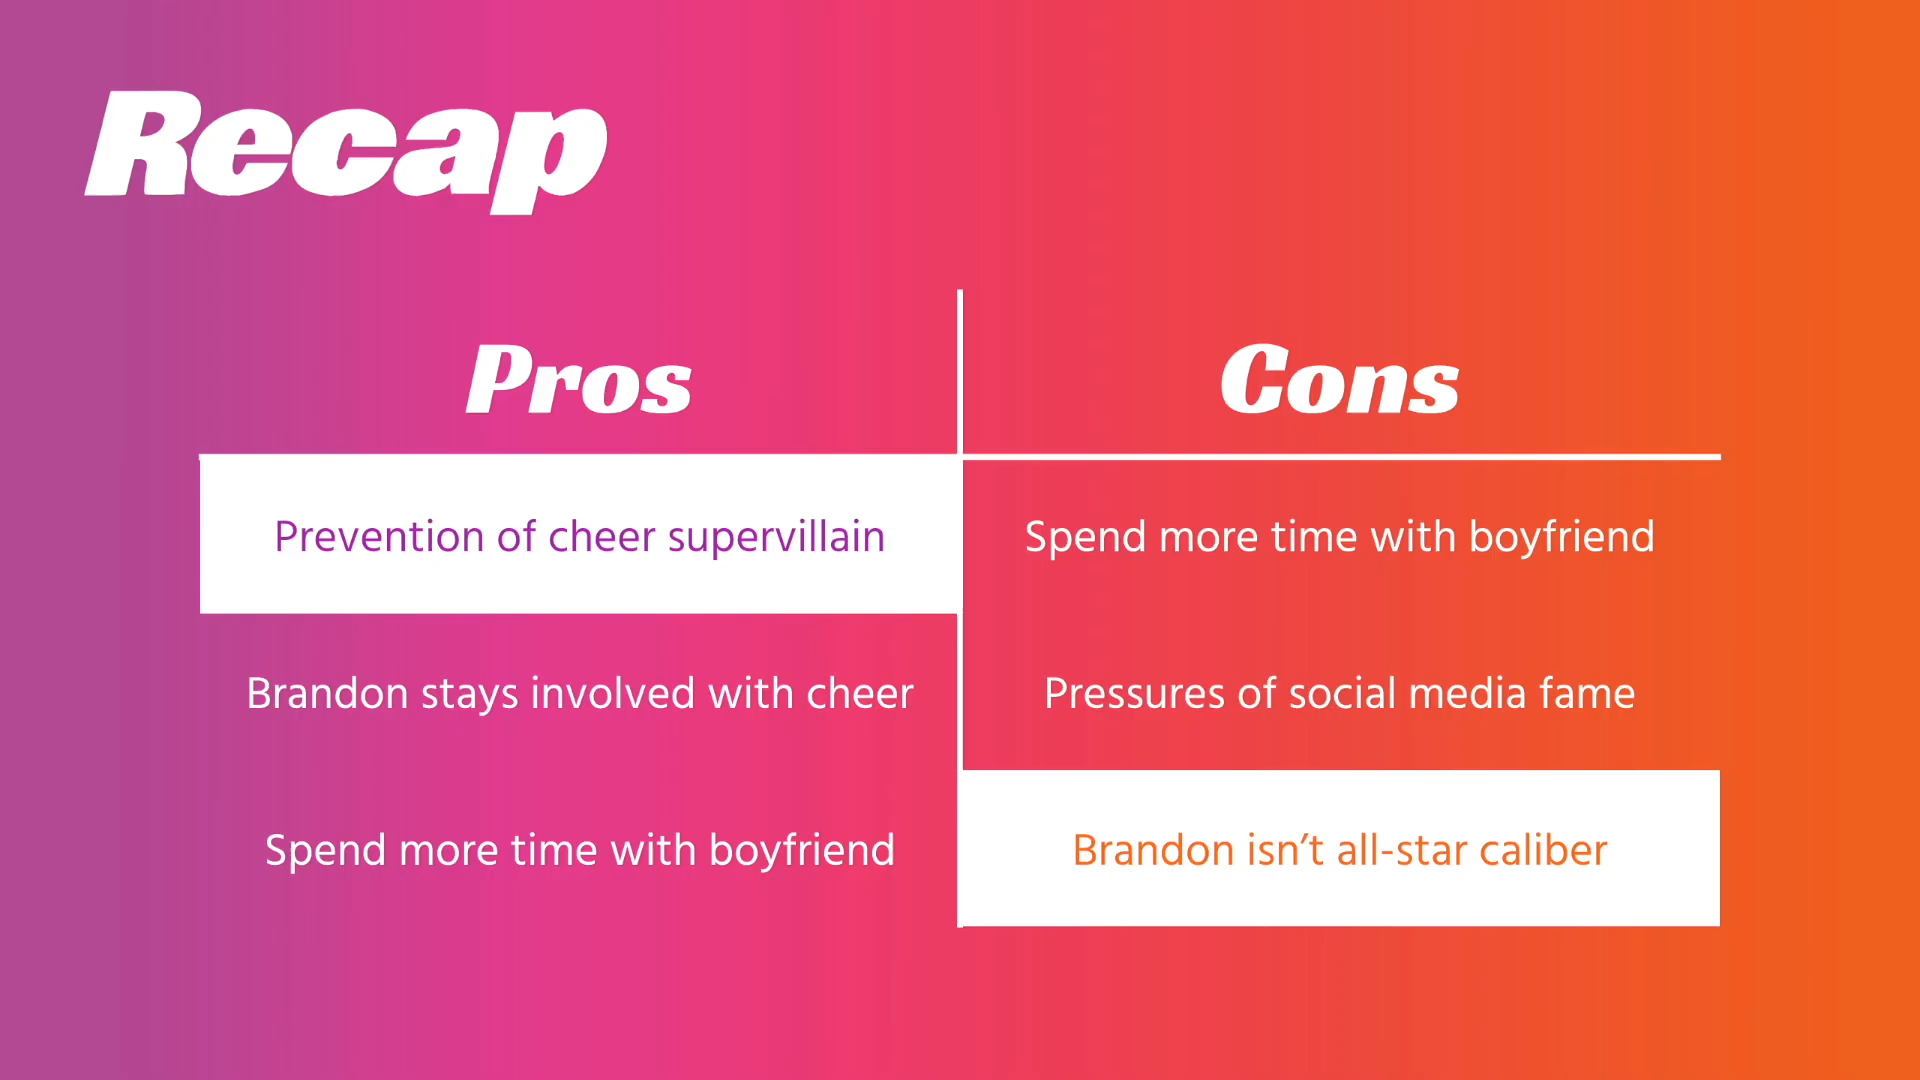 Recap
Pros
Cons
Prevention of cheer supervillain
Spend more time with boyfriend
Brandon stays involved with cheer
Pressures of social media fame
Spend more time with boyfriend
Brandon isn’t all-star caliber